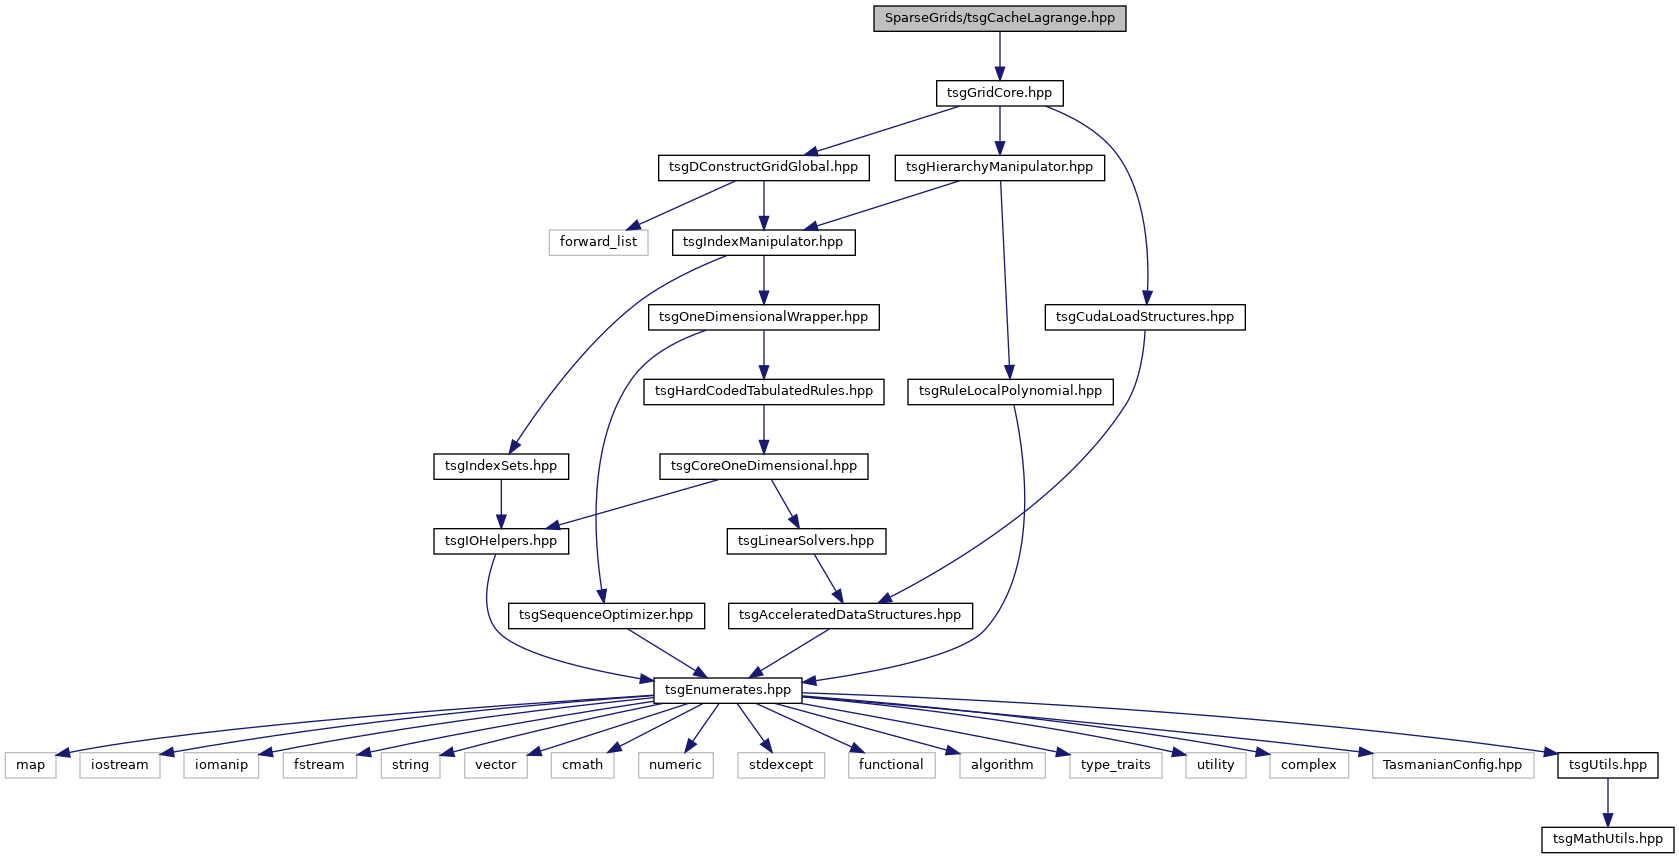 SparseGrids/tsgCacheLagrange.hpp
tsgGridCore.hpp
tsgDConstructGridGlobal.hpp
tsgHierarchyManipulator.hpp
forward_list
tsgIndexManipulator.hpp
tsgOneDimensionalWrapper.hpp
tsgCudaLoadStructures.hpp
tsgHardCodedTabulatedRules.hpp
tsgRuleLocalPolynomial.hpp
tsgIndexSets.hpp
tsgCoreOneDimensional.hpp
tsgIOHelpers.hpp
tsgLinearSolvers.hpp
tsgSequenceOptimizer.hpp
tsgAcceleratedDataStructures.hpp
tsgEnumerates.hpp
map
iostream
iomanip
fstream
string
vector
cmath
numeric
stdexcept
functional
algorithm
type_traits
utility
complex
TasmanianConfig.hpp
tsgUtils.hpp
tsgMathUtils.hpp